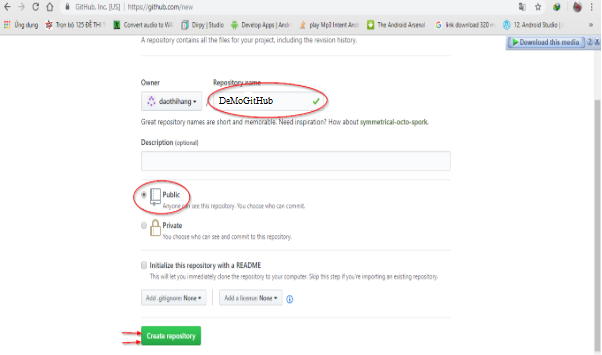 GitHub, Inc. [US] | https://github.com/new
Ứng dụng Trọn bộ 125 ĐỀ THI Convert audio to W Dirpy | Studio Develop Apps | Andr play Mp3 Intent Andr The Android Arsenal G link download 320 m 12. Android Studio
A repository contains all the files for your project, including the revision history.
Download this media
Owner Repository name
daothihang / DeMoGitHub
Great repository names are short and memorable. Need inspiration? How about symmetrical-octo-spork.
Description (optional)
Public
Anyone can see this repository. You choose who can commit.
Private
You choose who can see and commit to this repository.
Initialize this repository with a README
This will let you immediately clone the repository to your computer. Skip this step if you're importing an existing repository.
Add .gitignore: None Add a license: None
Create repository